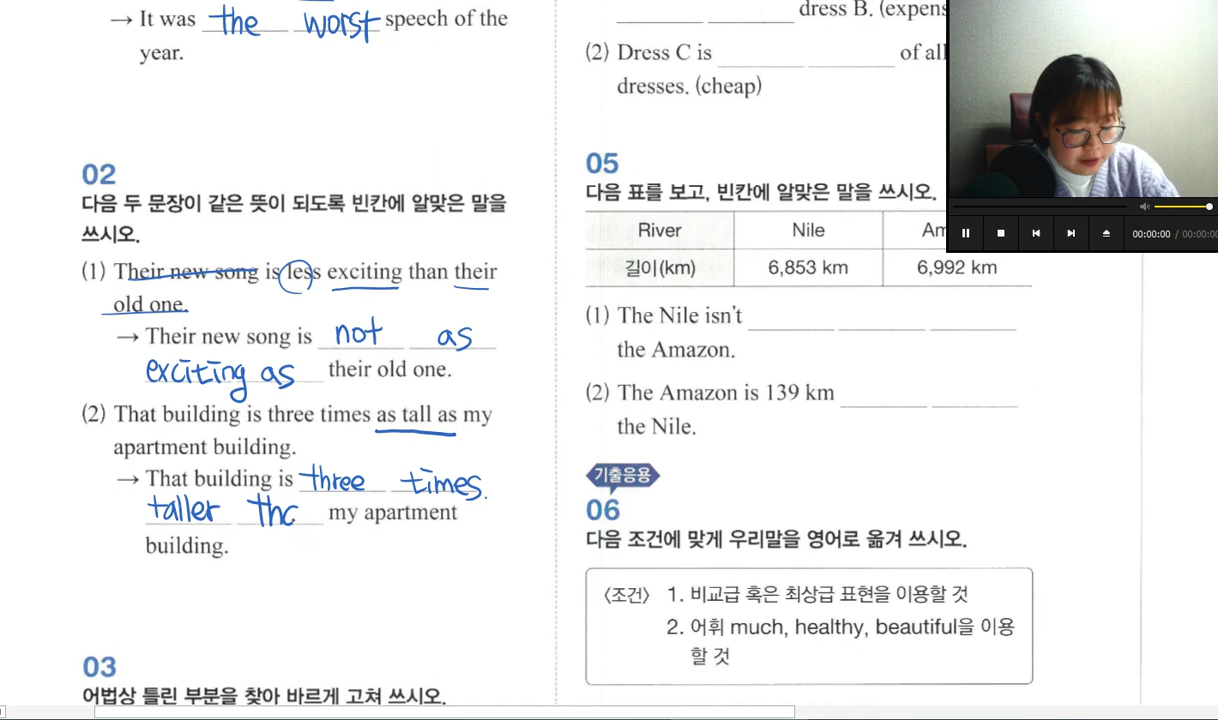 → It was the worst speech of the
year.
02
다음 두 문장이 같은 뜻이 되도록 빈칸에 알맞은 말을
쓰시오.
(1) Their new song is less exciting than their
old one.
→ Their new song is not as
exciting as their old one.
(2) That building is three times as tall as my
apartment building.
→ That building is three times
taller tha my apartment
building.
03
어법상 틀린 부분을 찾아 바르게 고쳐 쓰시오.
dress B. (expens
(2) Dress C is of all
dresses. (cheap)
05
다음 표를 보고, 빈칸에 알맞은 말을 쓰시오.
River Nile Am
길이(km) 6,853 km 6,992 km
(1) The Nile isn't
the Amazon.
(2) The Amazon is 139 km
the Nile.
기출응용
06
다음 조건에 맞게 우리말을 영어로 옮겨 쓰시오.
〈조건〉 1. 비교급 혹은 최상급 표현을 이용할 것
2. 어휘 much, healthy, beautiful을 이용
할 것
00:00:00 / 00:00:00